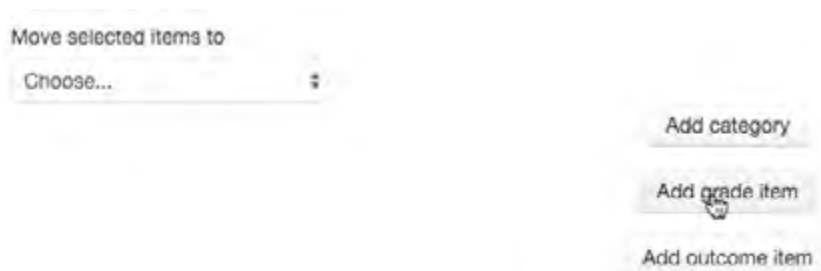 Move selected items to
Choose...
Add category
Add grade item
Add outcome item